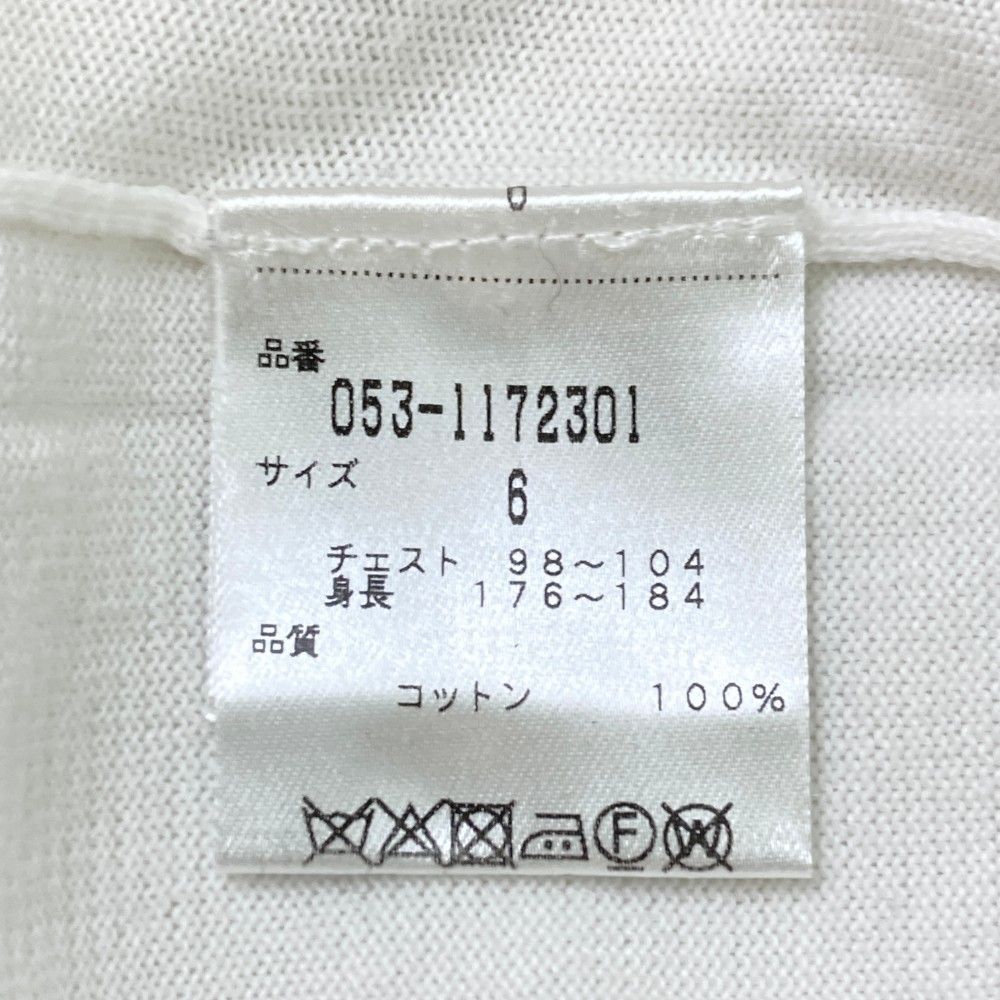 品番
053-1172301
サイズ
6
チェスト 98~104
身長 176~184
品質
コットン 100%
F W